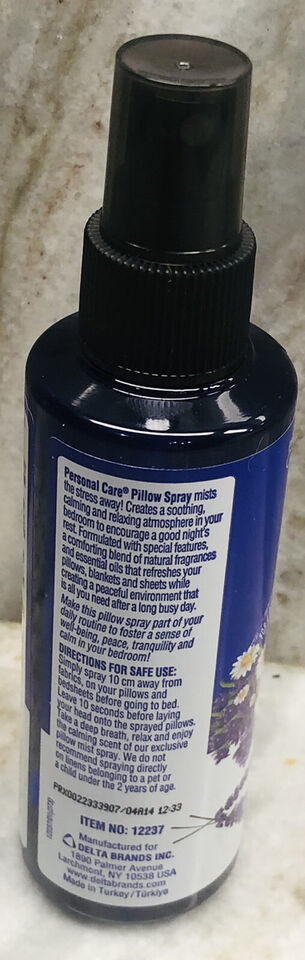 Personal Care® Pillow Spray mists
the stress away! Creates a soothing,
calming and relaxing atmosphere in your
bedroom to encourage a good night's
rest. Formulated with special features,
a comforting blend of natural fragrances
and essential oils that refreshes your
pillows, blankets and sheets while
creating a peaceful environment that
is all you need after a long busy day.
Make this pillow spray part of your
daily routine to foster a sense of
well-being, peace, tranquility and
calm in your bedroom!
DIRECTIONS FOR SAFE USE:
Simply spray 10 cm away from
fabrics, on your pillows and
bedsheets before going to bed.
Leave 10 seconds before laying
your head onto the sprayed pillows.
Take a deep breath, relax and enjoy
the calming scent of our exclusive
pillow mist spray. We do not
recommend spraying directly
on linens belonging to a pet or
a child under the 2 years of age.
PRX0022333907/04A14 12:33
ITEM NO: 12237
Manufactured for
DELTA BRANDS INC.
1890 Palmer Avenue
Larchmont, NY 10538 USA
www.deltabrands.com
Made in Turkey/Türkiye